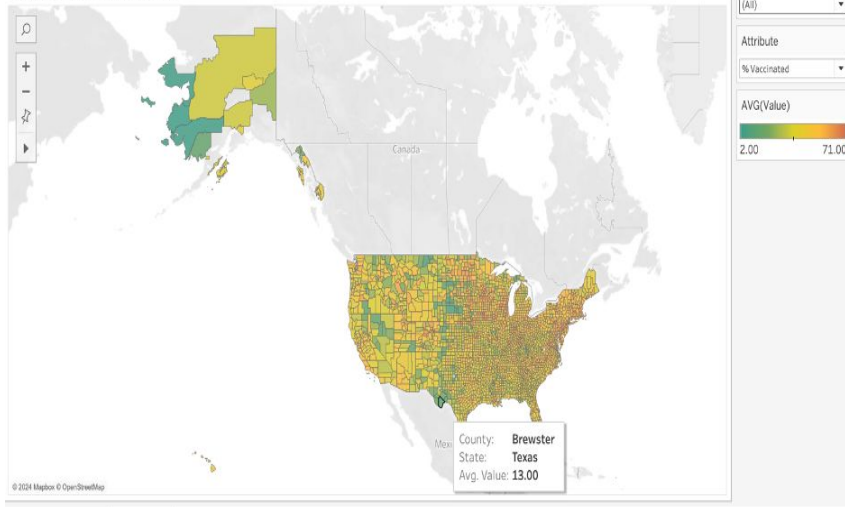 (All)
Attribute
% Vaccinated
AVG(Value)
2.00 71.00
Canada
Mexi
County: Brewster
State: Texas
Avg. Value: 13.00
© 2024 Mapbox © OpenStreetMap